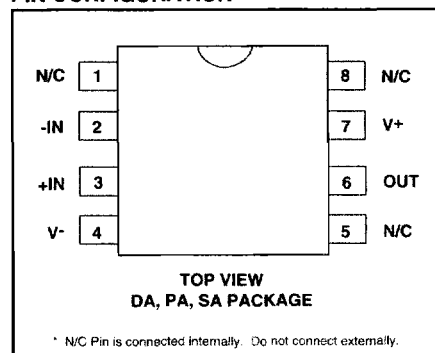 PIN CONFIGURATION
N/C 1 8 N/C
-IN 2 7 V+
+IN 3 6 OUT
V- 4 5 N/C
TOP VIEW
DA, PA, SA PACKAGE
* N/C Pin is connected internally. Do not connect externally.